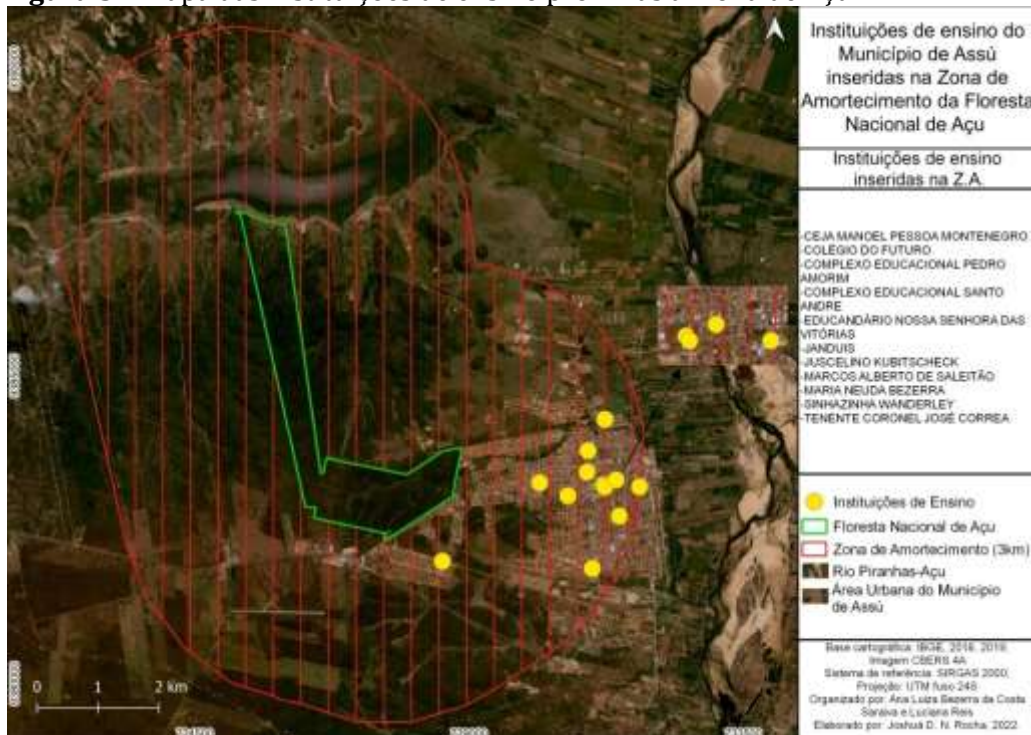 Instituições de ensino do
Município de Assú
inseridas na Zona de
Amortecimento da Floresta
Nacional de Açu
Instituições de ensino
inseridas na Z.A.
-CEJA MANOEL PESSOA MONTENEGRO
-COLÉGIO DO FUTURO
-COMPLEXO EDUCACIONAL PEDRO
AMORIM
-COMPLEXO EDUCACIONAL SANTO
ANDRE
-EDUCANDÁRIO NOSSA SENHORA DAS
VITÓRIAS
-JANDUIS
-JUSCELINO KUBITSCHECK
-MARCOS ALBERTO DE SALEITÃO
-MARIA NEUDA BEZERRA
-SINHAZINHA WANDERLEY
-TENENTE CORONEL JOSÉ CORREA
Instituições de Ensino
Floresta Nacional de Açu
Zona de Amortecimento (3km)
Rio Piranhas-Açu
Área Urbana do Município
de Assú
Base cartográfica: IBGE, 2016, 2019.
Imagem CBERS 4A
Sistema de referência: SIRGAS 2000,
Projeção: UTM fuso 24S
Organizado por: Ana Luiza Bezerra da Costa
Saraiva e Luciana Reis
Elaborado por: Joshua D. N. Rocha, 2022
0 1 2 km